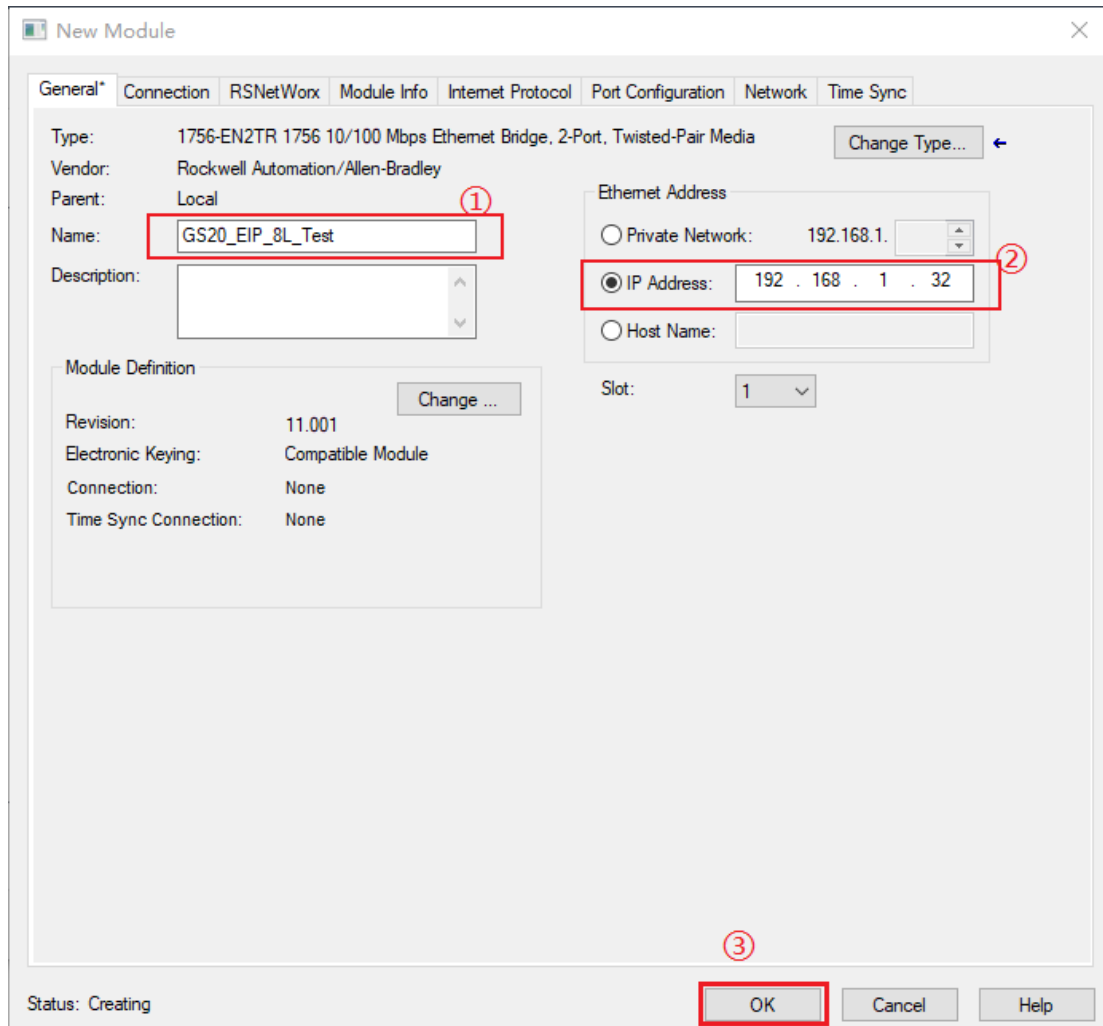 New Module
General* Connection RSNetWorx Module Info Internet Protocol Port Configuration Network Time Sync
Type: 1756-EN2TR 1756 10/100 Mbps Ethernet Bridge, 2-Port, Twisted-Pair Media
Change Type...
Vendor: Rockwell Automation/Allen-Bradley
Parent: Local
①
Name: GS20_EIP_8L_Test
Description:
Ethernet Address
Private Network: 192.168.1.
②
IP Address: 192 . 168 . 1 . 32
Host Name:
Slot: 1
Module Definition
Change ...
Revision: 11.001
Electronic Keying: Compatible Module
Connection: None
Time Sync Connection: None
③
Status: Creating
OK Cancel Help